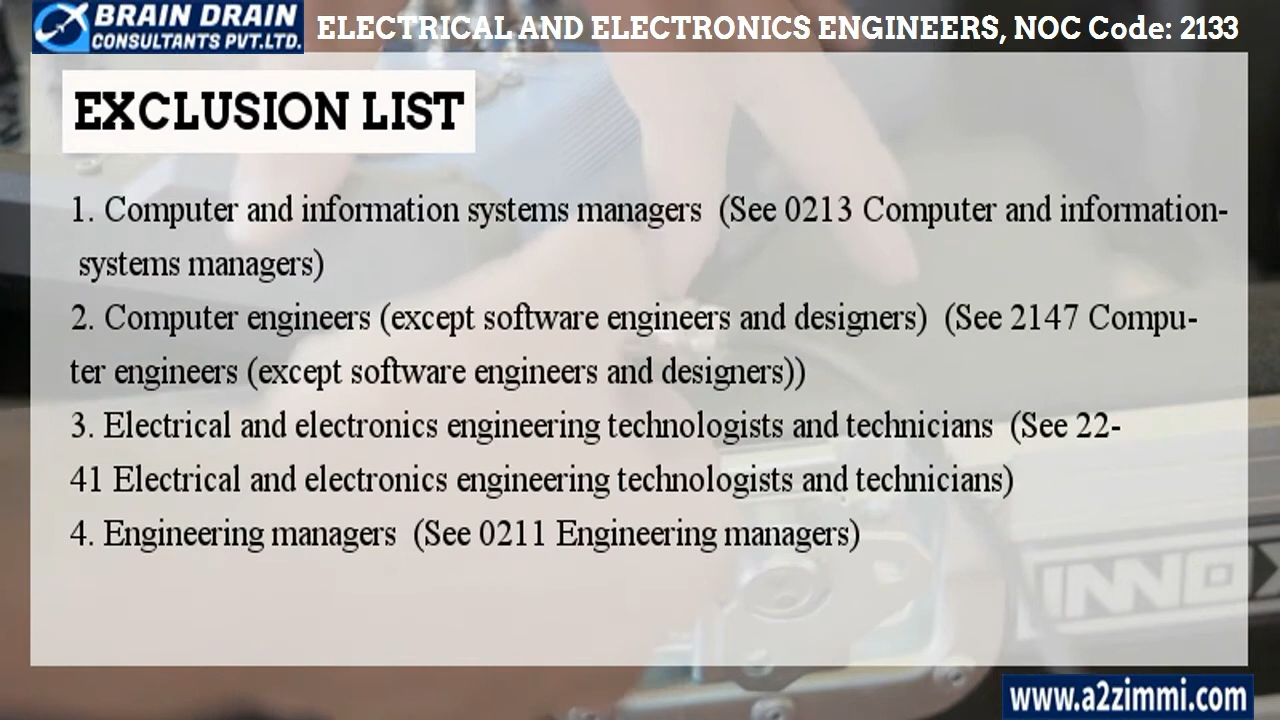 BRAIN DRAIN
CONSULTANTS PVT.LTD.
ELECTRICAL AND ELECTRONICS ENGINEERS, NOC Code: 2133
EXCLUSION LIST
1. Computer and information systems managers (See 0213 Computer and information-
systems managers)
2. Computer engineers (except software engineers and designers) (See 2147 Compu-
ter engineers (except software engineers and designers))
3. Electrical and electronics engineering technologists and technicians (See 22-
41 Electrical and electronics engineering technologists and technicians)
4. Engineering managers (See 0211 Engineering managers)
INNO
www.a2zimmi.com